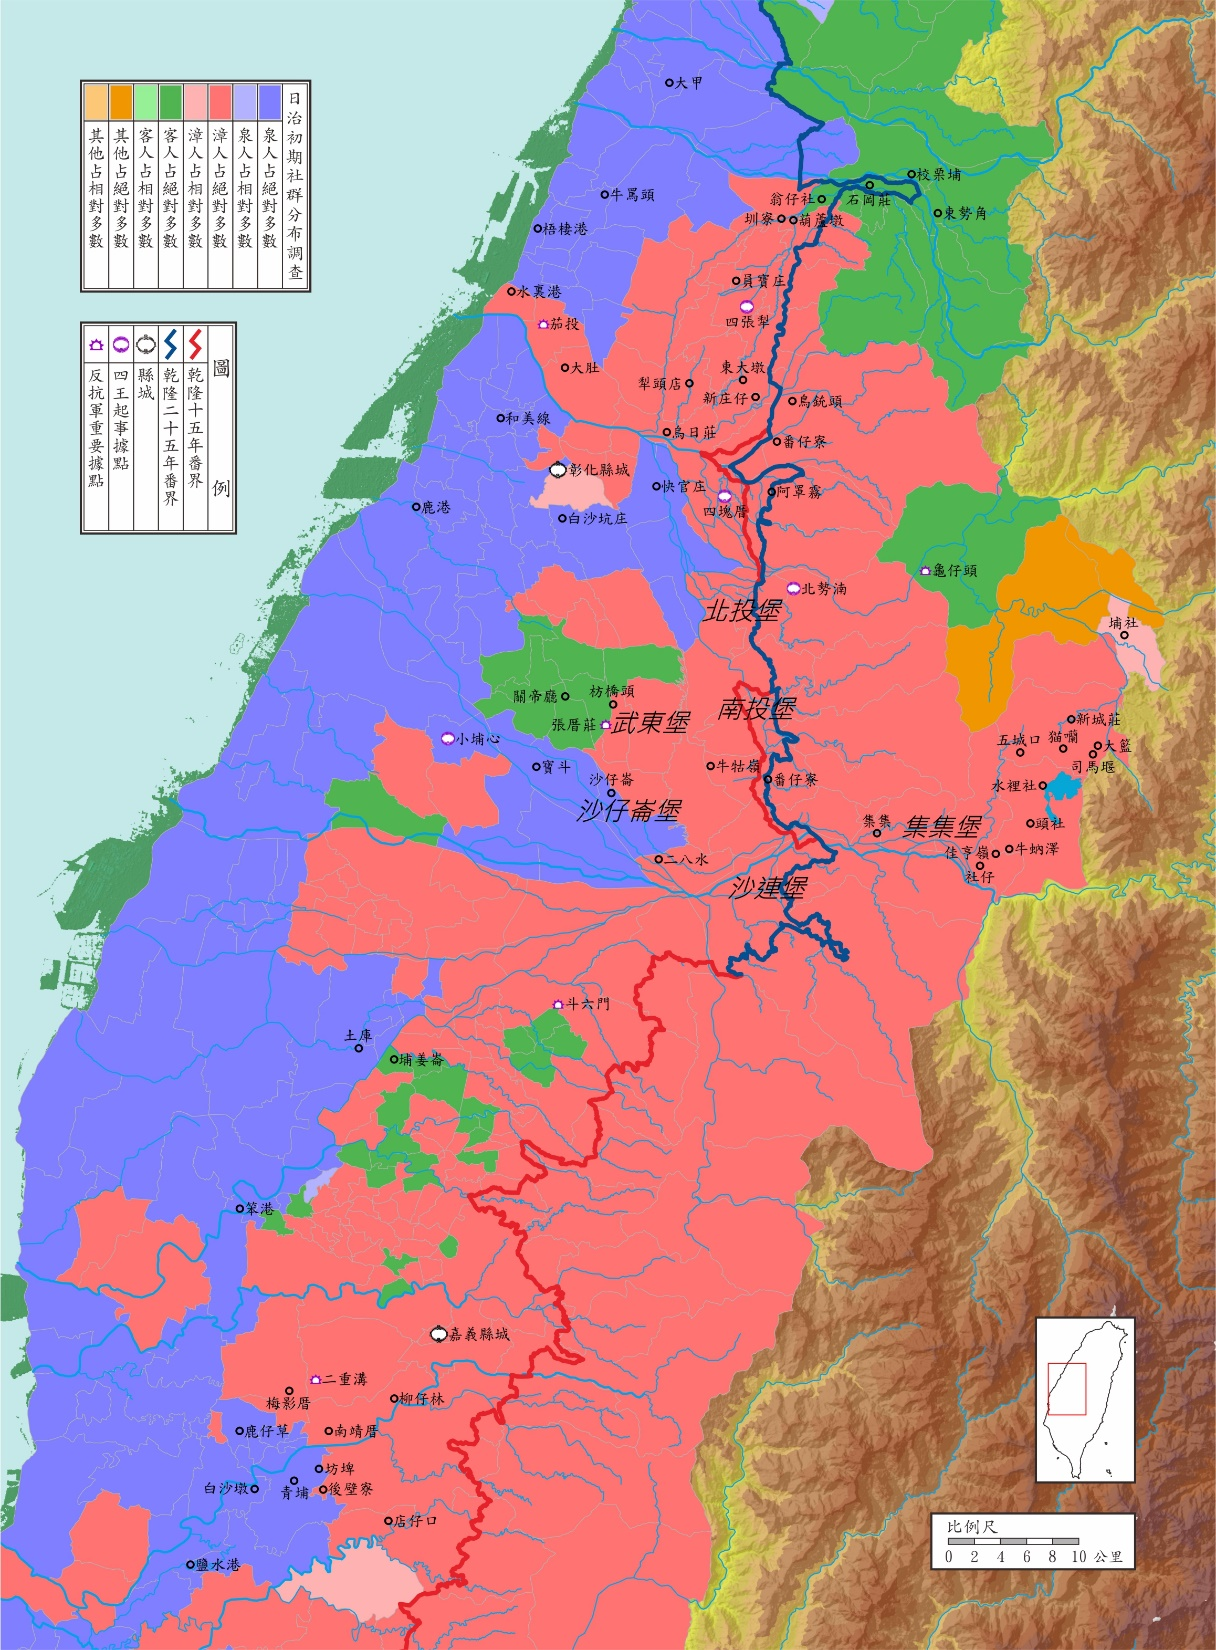 日治初期社群分布調查
泉人占絕對多數
泉人占相對多數
漳人占絕對多數
漳人占相對多數
客人占絕對多數
客人占相對多數
其他占絕對多數
其他占相對多數
圖例
乾隆十五年番界
乾隆二十五年番界
縣城
四王起事據點
反抗軍重要據點
大甲
校栗埔
牛罵頭
翁仔社
石岡莊
東勢角
圳寮
葫蘆墩
梧棲港
員寶庄
水裏港
四張犁
茄投
大肚
東大墩
犁頭店
新庄仔
烏銃頭
和美線
烏日莊
番仔寮
彰化縣城
快官庄
阿罩霧
鹿港
四塊厝
白沙坑庄
龜仔頭
北勢湳
北投堡
埔社
枋橋頭
關帝廳
南投堡
張厝莊
武東堡
新城莊
小埔心
五城口
猫囒
大籃
司馬堰
寶斗
牛牯嶺
番仔寮
沙仔崙
水裡社
沙仔崙堡
集集
集集堡
頭社
佳亨嶺
牛蚋澤
二八水
社仔
沙連堡
斗六門
土庫
埔姜崙
笨港
嘉義縣城
二重溝
梅影厝
柳仔林
鹿仔草
南靖厝
坊埤
白沙墩
青埔
後壁寮
店仔口
鹽水港
比例尺
0 2 4 6 8 10 公里